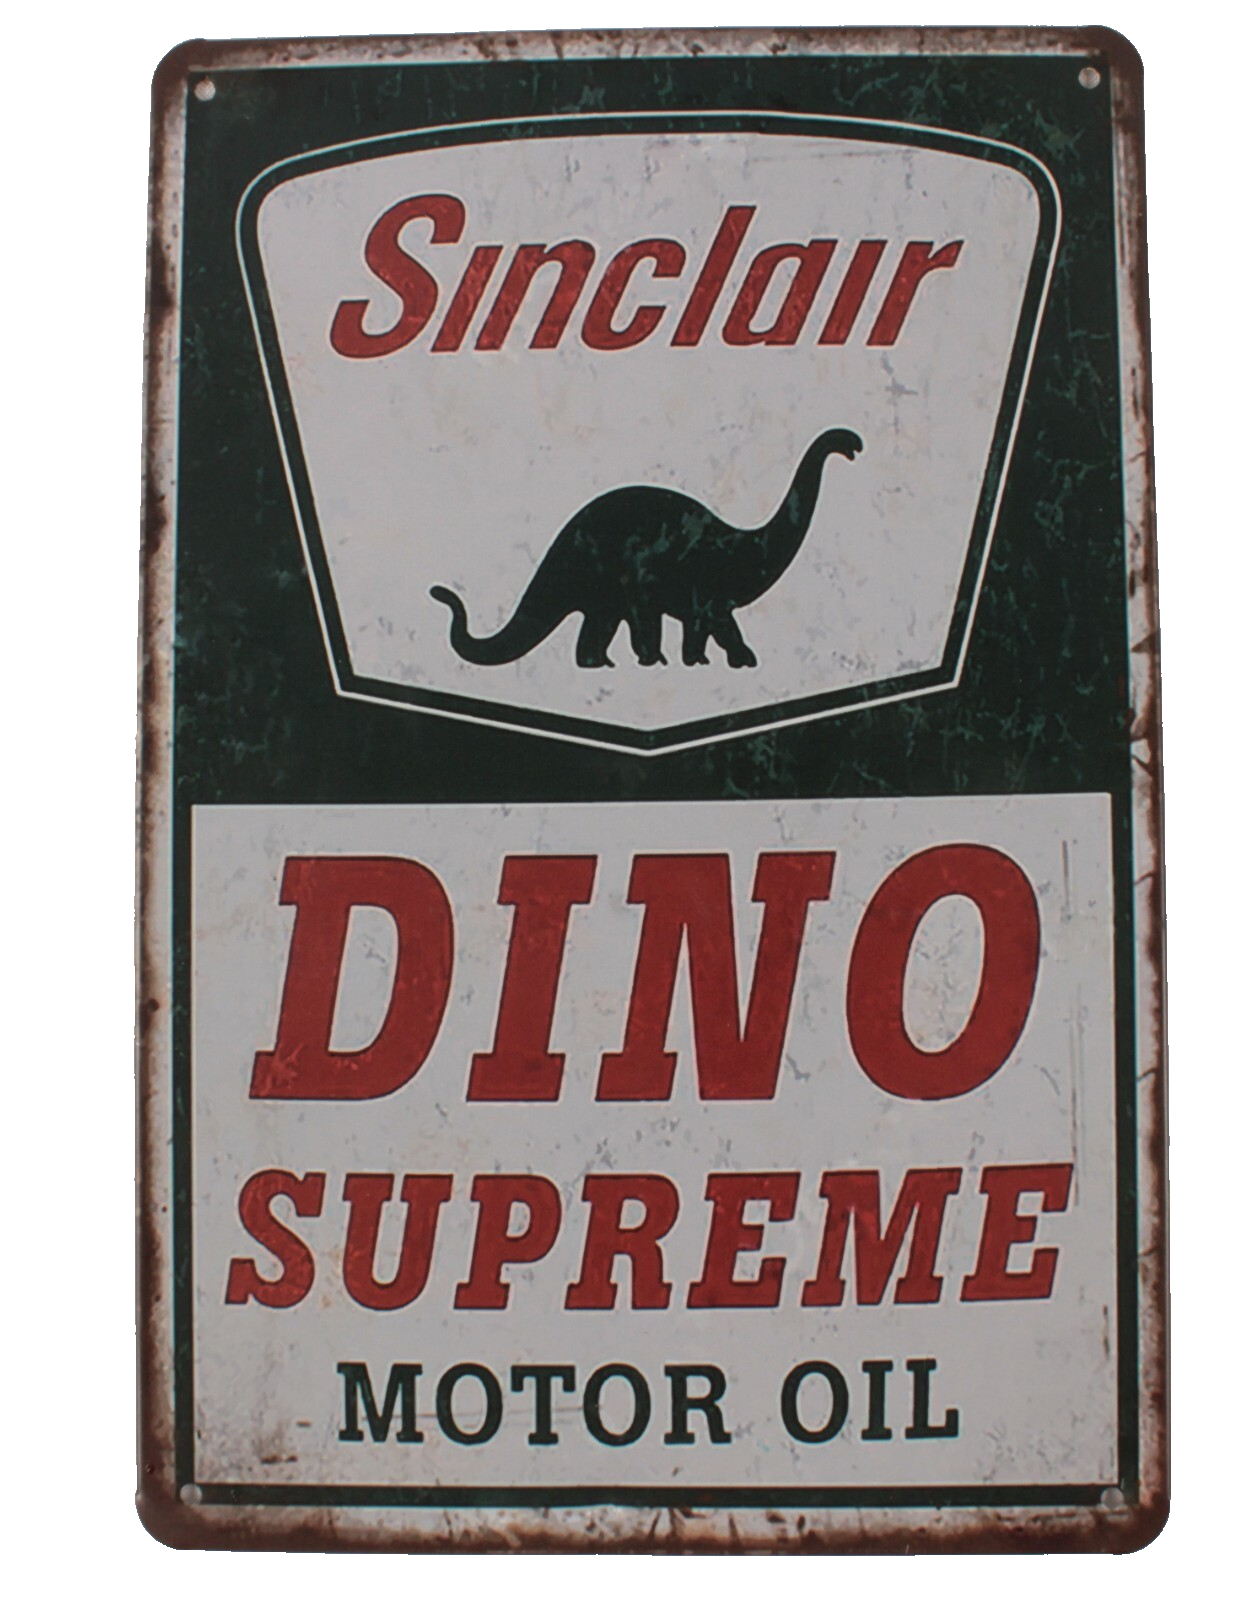 Sinclair
DINO
SUPREME
MOTOR OIL